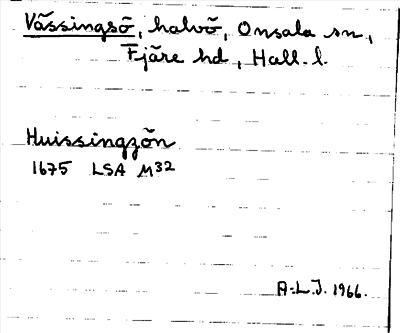 Vässingsö, halvö, Onsala sn,
Fjäre hd, Hall. l.
Huissingzön
1675 LSA M32
A-L.J. 1966.